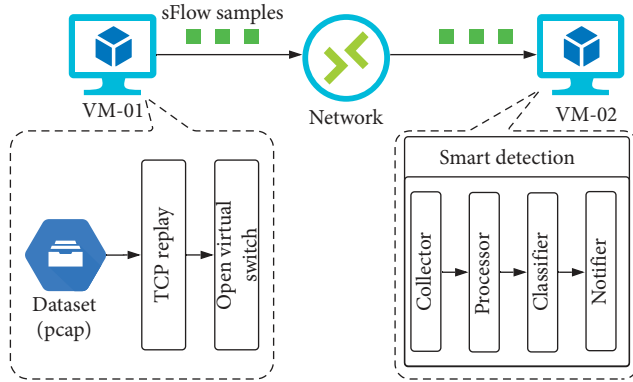 sFlow samples
VM-01
Network
VM-02
Dataset
(pcap)
TCP replay
Open virtual
switch
Smart detection
Collector
Processor
Classifier
Notifier